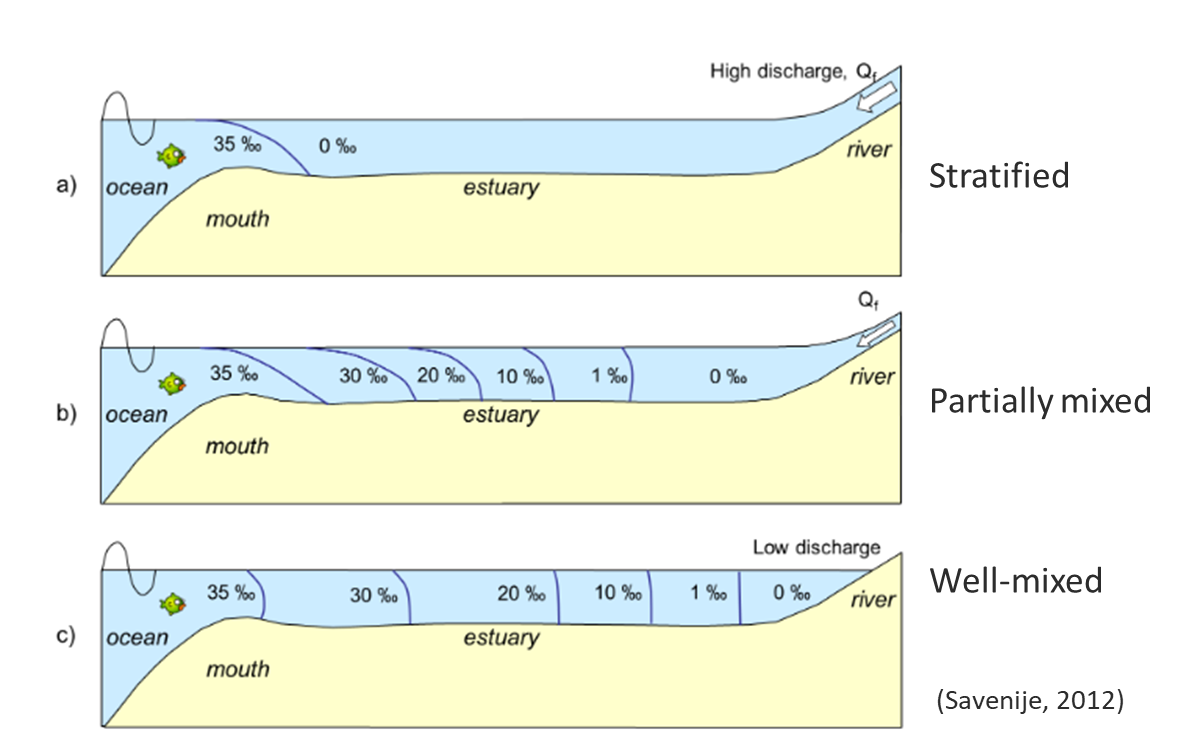 High discharge, Qf
35 ‰ 0 ‰
river
Stratified
a) ocean estuary
mouth
Qf
35 ‰ 30 ‰ 20 ‰ 10 ‰ 1 ‰ 0 ‰
river
Partially mixed
b) ocean estuary
mouth
Low discharge
35 ‰ 30 ‰ 20 ‰ 10 ‰ 1 ‰ 0 ‰
river
Well-mixed
c) ocean estuary
mouth
(Savenije, 2012)